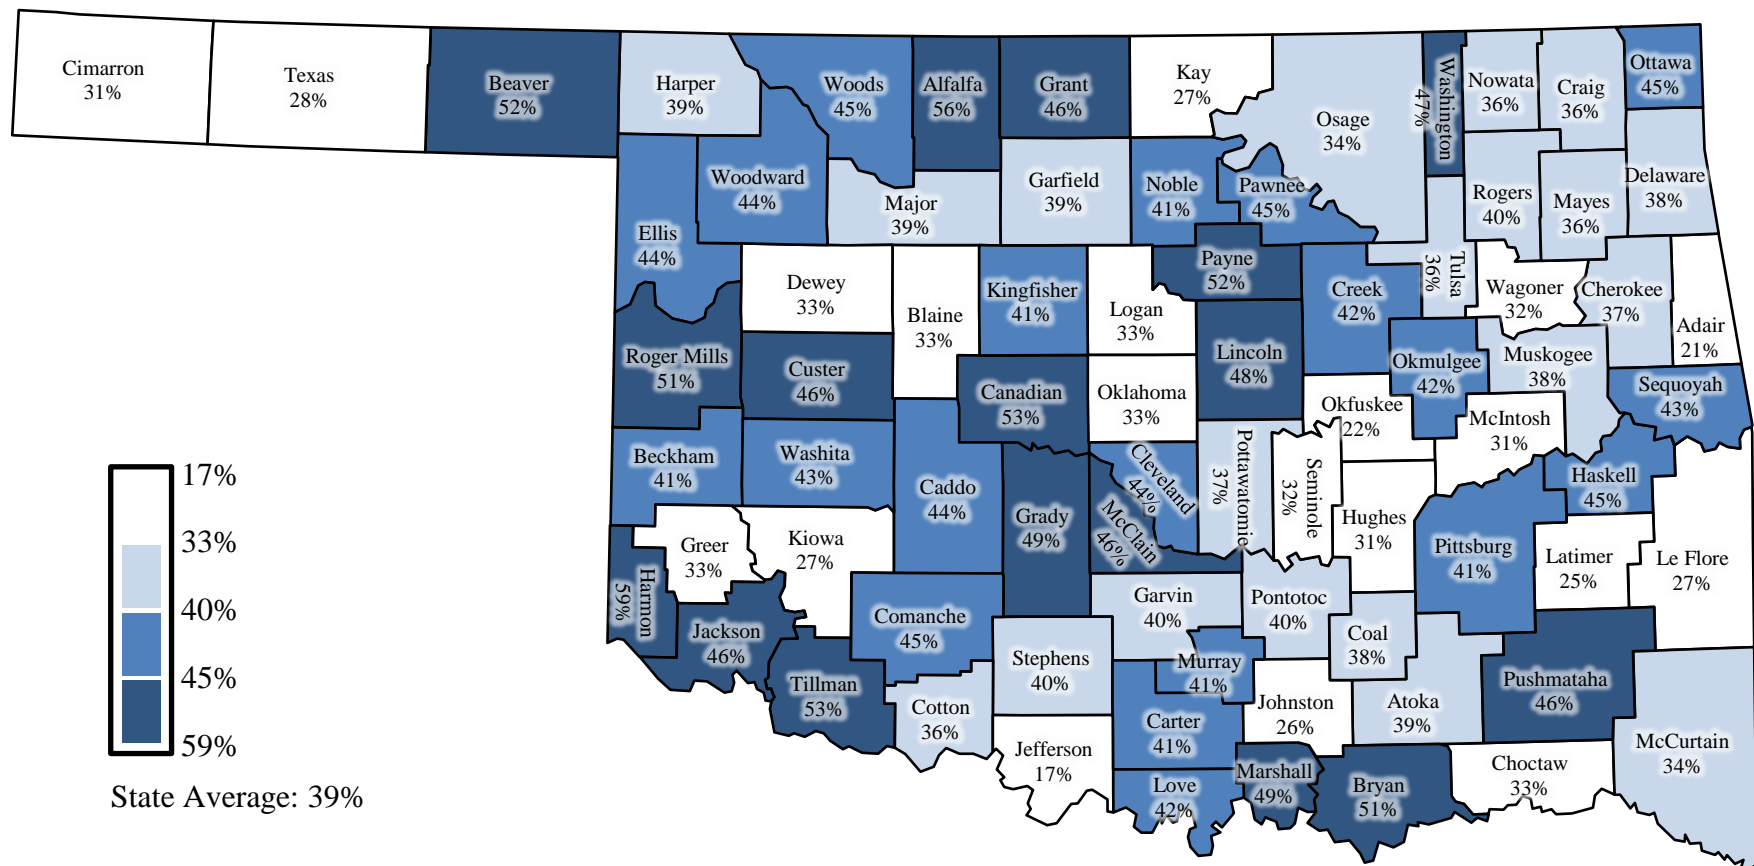 Cimarron
31%
Texas
28%
Beaver
52%
Harper
39%
Woods
45%
Alfalfa
56%
Grant
46%
Kay
27%
Osage
34%
Washington
47%
Nowata
36%
Craig
36%
Ottawa
45%
Woodward
44%
Major
39%
Garfield
39%
Noble
41%
Pawnee
45%
Rogers
40%
Mayes
36%
Delaware
38%
Ellis
44%
Dewey
33%
Blaine
33%
Kingfisher
41%
Logan
33%
Payne
52%
Creek
42%
Tulsa
36%
Wagoner
32%
Cherokee
37%
Adair
21%
Roger Mills
51%
Custer
46%
Canadian
53%
Oklahoma
33%
Lincoln
48%
Okmulgee
42%
Muskogee
38%
Sequoyah
43%
Okfuskee
22%
McIntosh
31%
Beckham
41%
Washita
43%
Caddo
44%
Grady
49%
Cleveland
44%
McClain
46%
Pottawatomie
37%
Seminole
32%
Hughes
31%
Haskell
45%
Pittsburg
41%
Latimer
25%
Le Flore
27%
Greer
33%
Kiowa
27%
Harmon
59%
Jackson
46%
Comanche
45%
Garvin
40%
Pontotoc
40%
Coal
38%
Stephens
40%
Murray
41%
Tillman
53%
Cotton
36%
Carter
41%
Johnston
26%
Atoka
39%
Pushmataha
46%
McCurtain
34%
Jefferson
17%
Love
42%
Marshall
49%
Bryan
51%
Choctaw
33%
17%
33%
40%
45%
59%
State Average: 39%